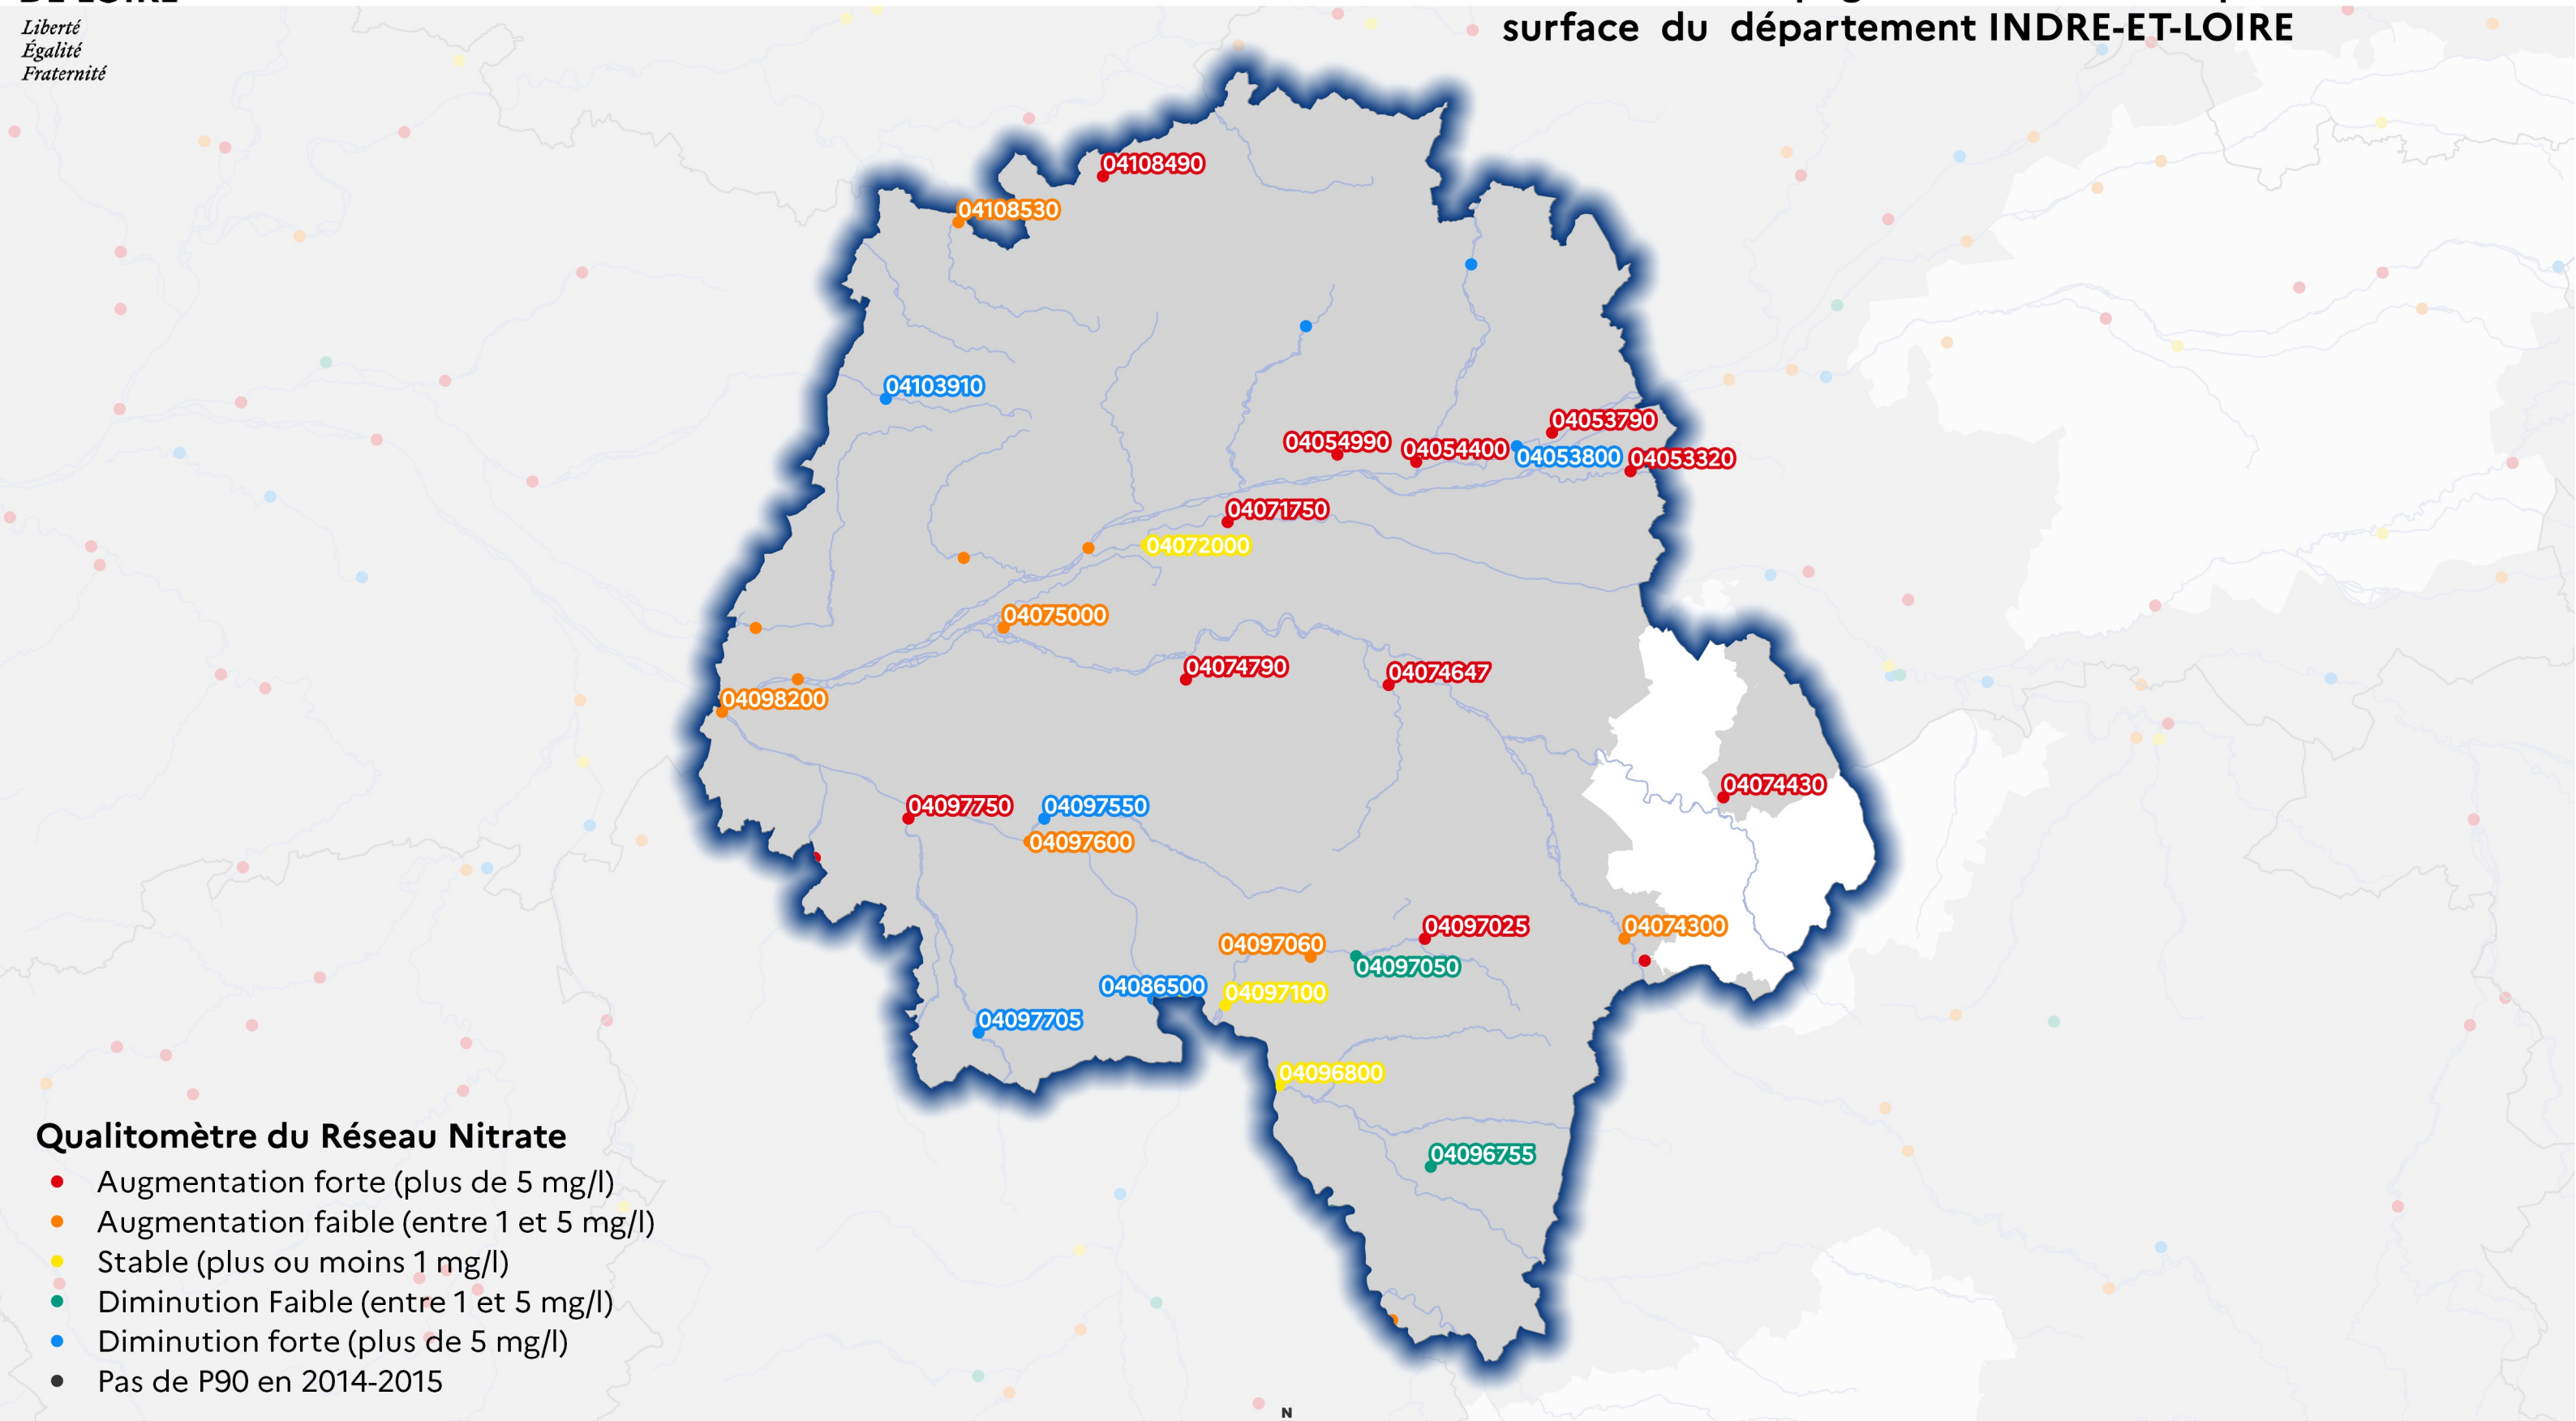 Liberté
Égalité
Fraternité
surface du département INDRE-ET-LOIRE
04108490
04108530
04103910
04053790
04054990
04054400
04053800
04053320
04071750
04072000
04075000
04074790
04074647
04098200
04074430
04097750
04097550
04097600
04097025
04074300
04097060
04097050
04086500
04097100
04097705
04096800
04096755
Qualitomètre du Réseau Nitrate
Augmentation forte (plus de 5 mg/l)
Augmentation faible (entre 1 et 5 mg/l)
Stable (plus ou moins 1 mg/l)
Diminution Faible (entre 1 et 5 mg/l)
Diminution forte (plus de 5 mg/l)
Pas de P90 en 2014-2015
N